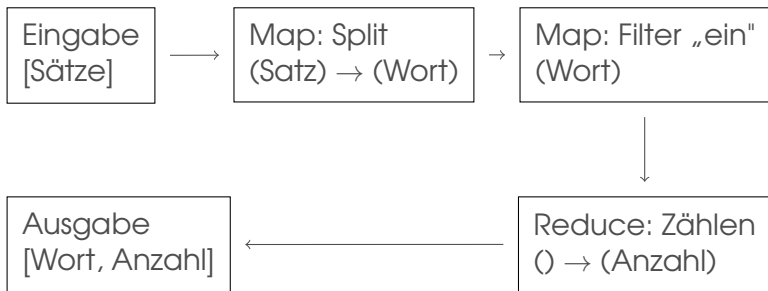 Eingabe
[Sätze]
Map: Split
(Satz) → (Wort)
Map: Filter „ein"
(Wort)
Reduce: Zählen
() → (Anzahl)
Ausgabe
[Wort, Anzahl]